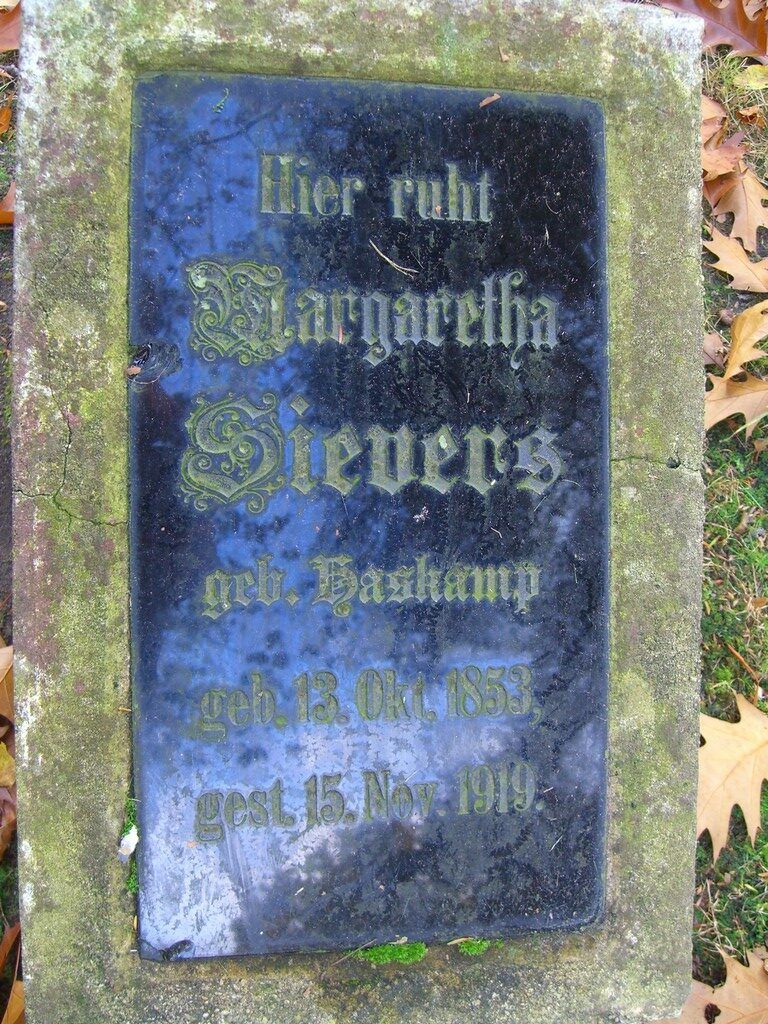 Hier ruht
Margaretha
Sievers
geb. Haskamp
geb. 13. Okt. 1853,
gest. 15. Nov. 1919.